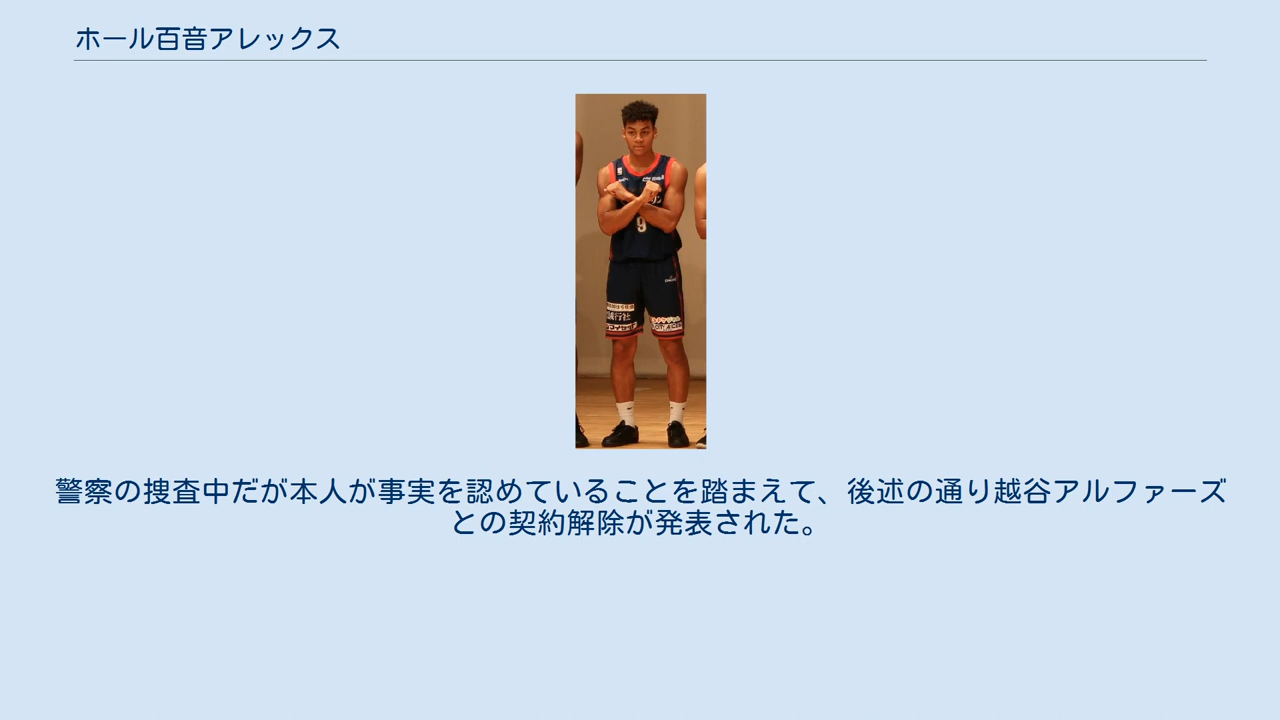 ホール百音アレックス
9
警察の捜査中だが本人が事実を認めていることを踏まえて、後述の通り越谷アルファーズ
との契約解除が発表された。